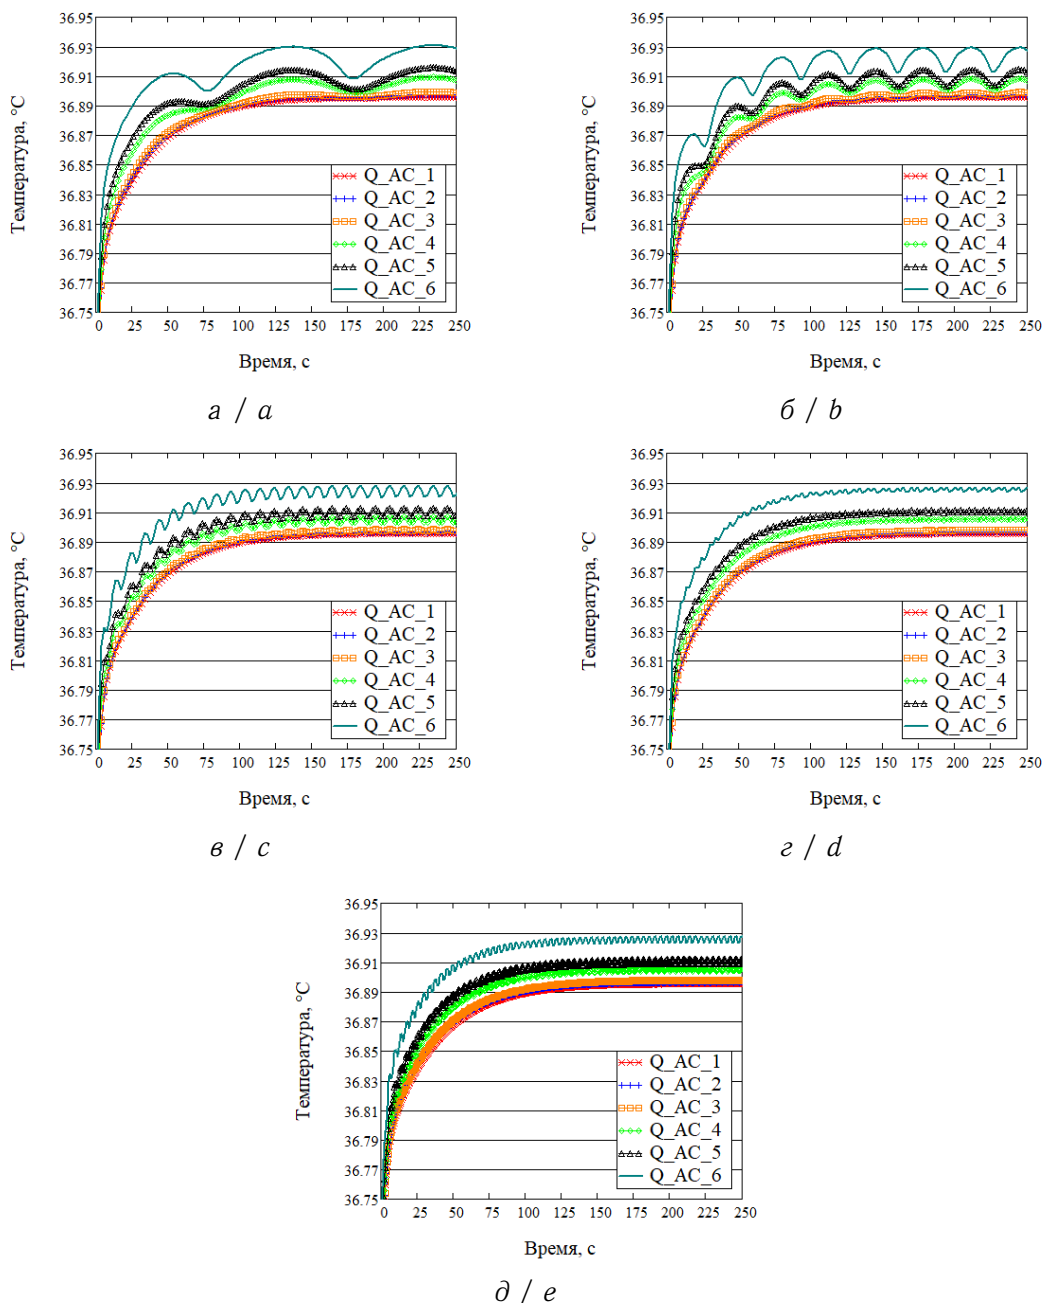 36.95 36.95
36.93 36.93
36.91 36.91
36.89 36.89
36.87 36.87
36.85 36.85
36.83 36.83
36.81 36.81
36.79 36.79
36.77 36.77
36.75 36.75
Температура, °C Температура, °C
Q_AC_1 Q_AC_1
Q_AC_2 Q_AC_2
Q_AC_3 Q_AC_3
Q_AC_4 Q_AC_4
Q_AC_5 Q_AC_5
Q_AC_6 Q_AC_6
0 25 50 75 100 125 150 175 200 225 250 0 25 50 75 100 125 150 175 200 225 250
Время, с Время, с
а / a б / b
36.95 36.95
36.93 36.93
36.91 36.91
36.89 36.89
36.87 36.87
36.85 36.85
36.83 36.83
36.81 36.81
36.79 36.79
36.77 36.77
36.75 36.75
Температура, °C Температура, °C
Q_AC_1 Q_AC_1
Q_AC_2 Q_AC_2
Q_AC_3 Q_AC_3
Q_AC_4 Q_AC_4
Q_AC_5 Q_AC_5
Q_AC_6 Q_AC_6
0 25 50 75 100 125 150 175 200 225 250 0 25 50 75 100 125 150 175 200 225 250
Время, с Время, с
в / c г / d
36.95
36.93
36.91
36.89
36.87
36.85
36.83
36.81
36.79
36.77
36.75
Температура, °C
Q_AC_1
Q_AC_2
Q_AC_3
Q_AC_4
Q_AC_5
Q_AC_6
0 25 50 75 100 125 150 175 200 225 250
Время, с
д / e